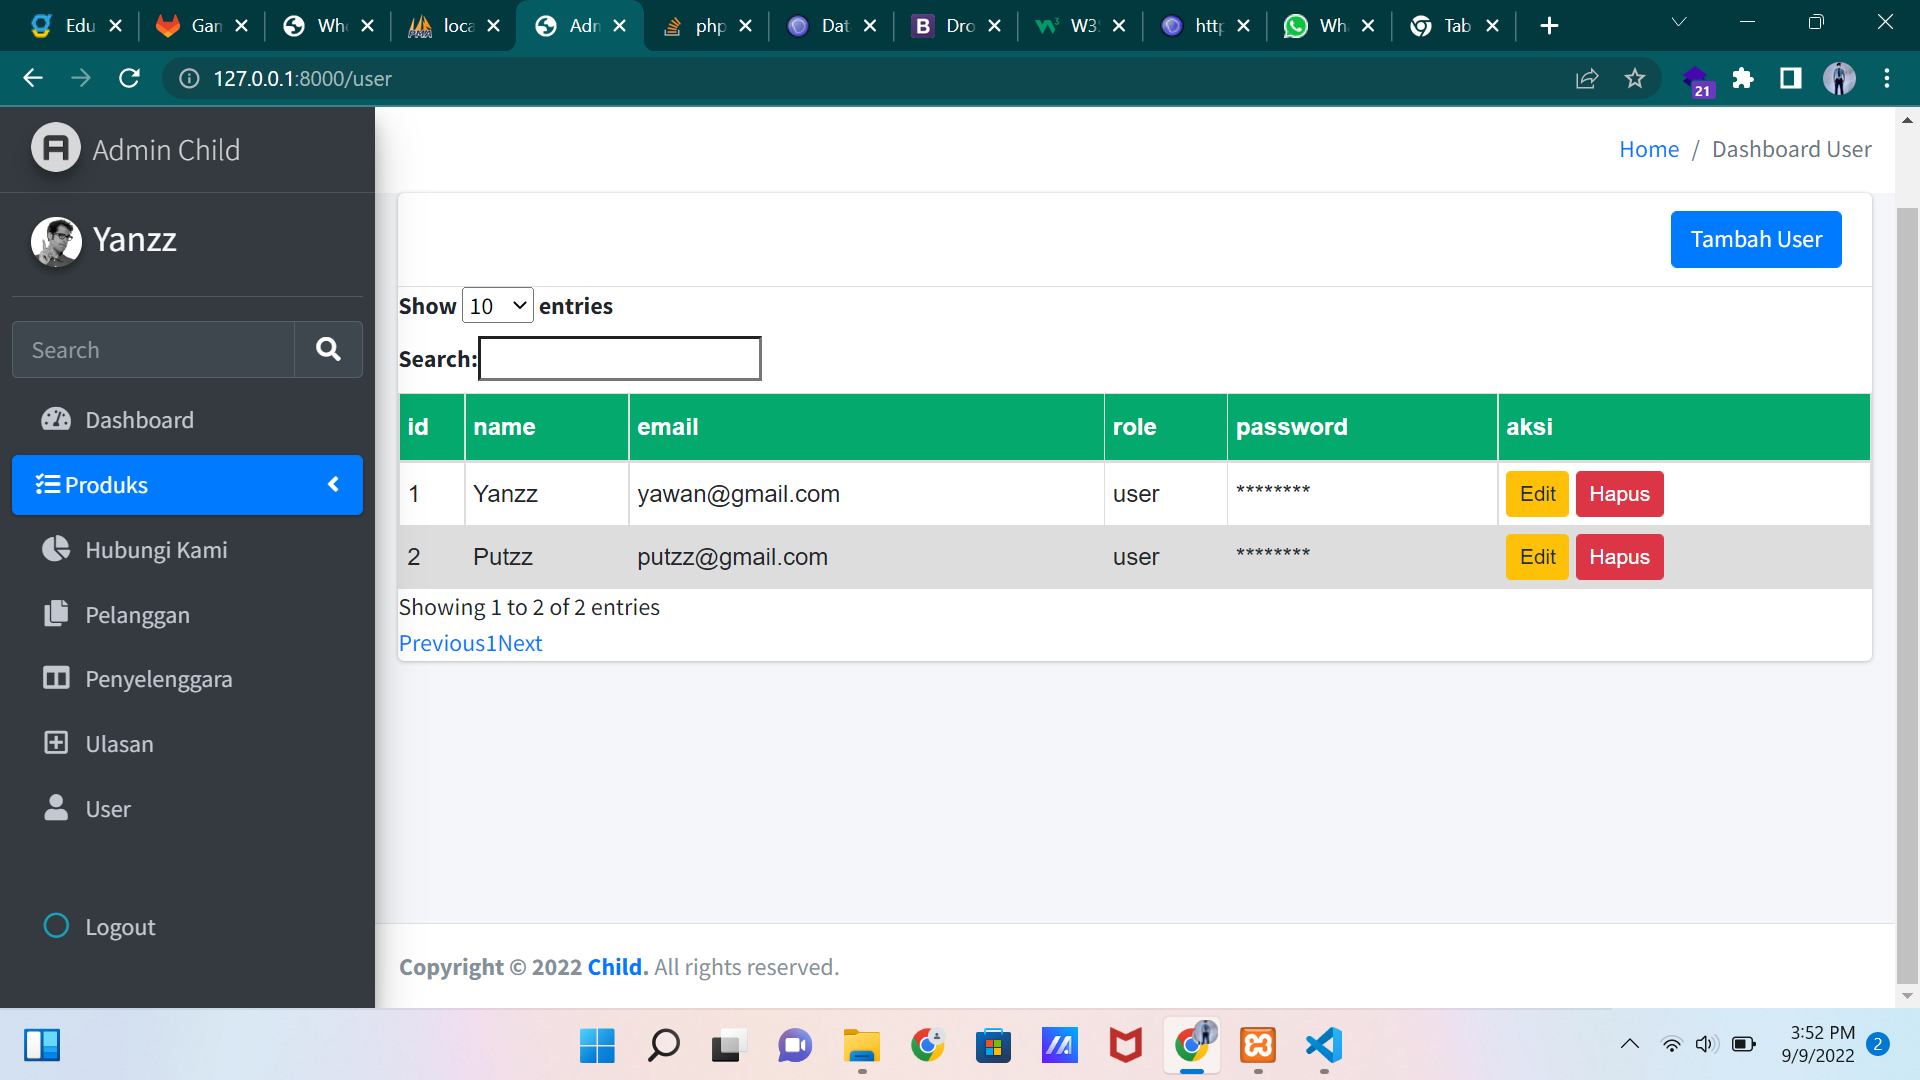 Edu
Gan
Whe
loca
Adn
php
Dat
Dro
W3
http
Wh
Tab
127.0.0.1:8000/user
21
Admin Child
Home / Dashboard User
Yanzz
Tambah User
Show 10 entries
Search
Search:
id name email role password aksi
1 Yanzz yawan@gmail.com user ******** Edit Hapus
2 Putzz putzz@gmail.com user ******** Edit Hapus
Showing 1 to 2 of 2 entries
Previous1Next
Dashboard
Produks
Hubungi Kami
Pelanggan
Penyelenggara
Ulasan
User
Logout
Copyright © 2022 Child. All rights reserved.
3:52 PM
9/9/2022
2